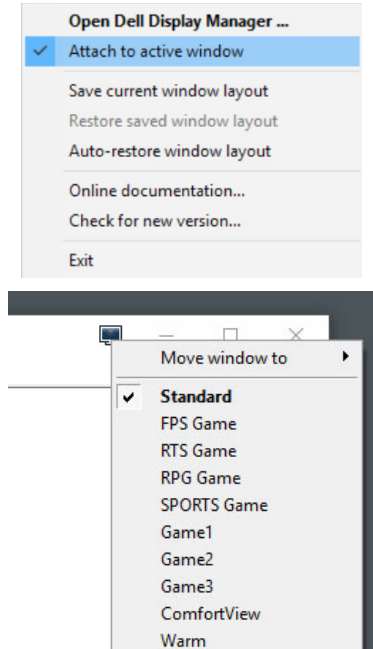 Open Dell Display Manager ...
Attach to active window
Save current window layout
Restore saved window layout
Auto-restore window layout
Online documentation...
Check for new version...
Exit
Move window to
Standard
FPS Game
RTS Game
RPG Game
SPORTS Game
Game1
Game2
Game3
ComfortView
Warm